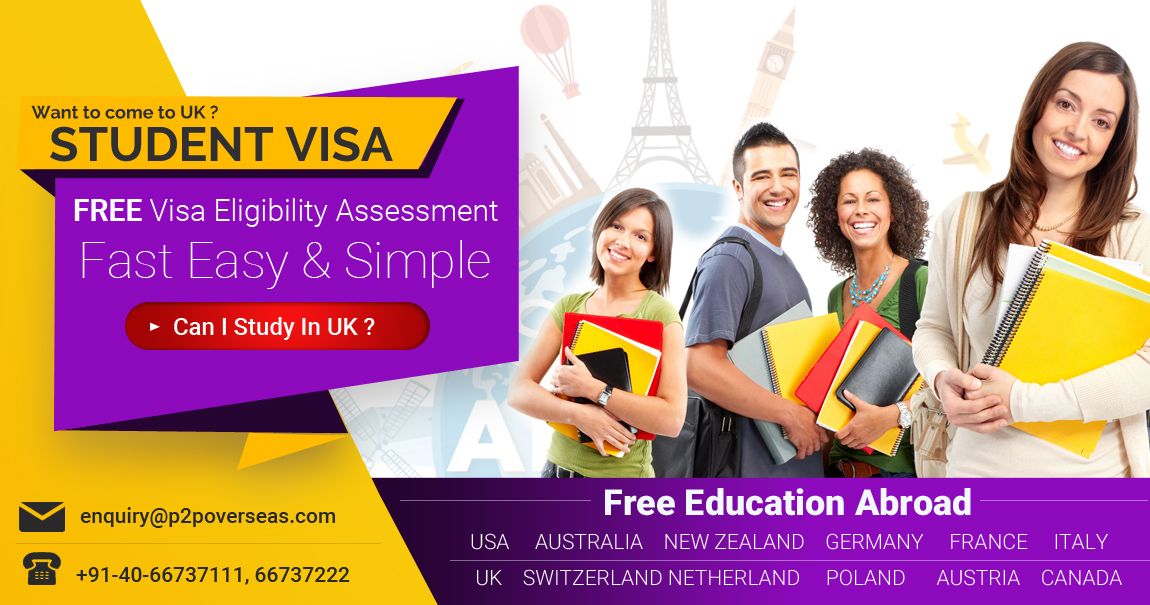 Want to come to UK ?
STUDENT VISA
FREE Visa Eligibility Assessment
Fast Easy & Simple
Can I Study In UK ?
enquiry@p2poverseas.com
+91-40-66737111, 66737222
Free Education Abroad
USA AUSTRALIA NEW ZEALAND GERMANY FRANCE ITALY
UK SWITZERLAND NETHERLAND POLAND AUSTRIA CANADA